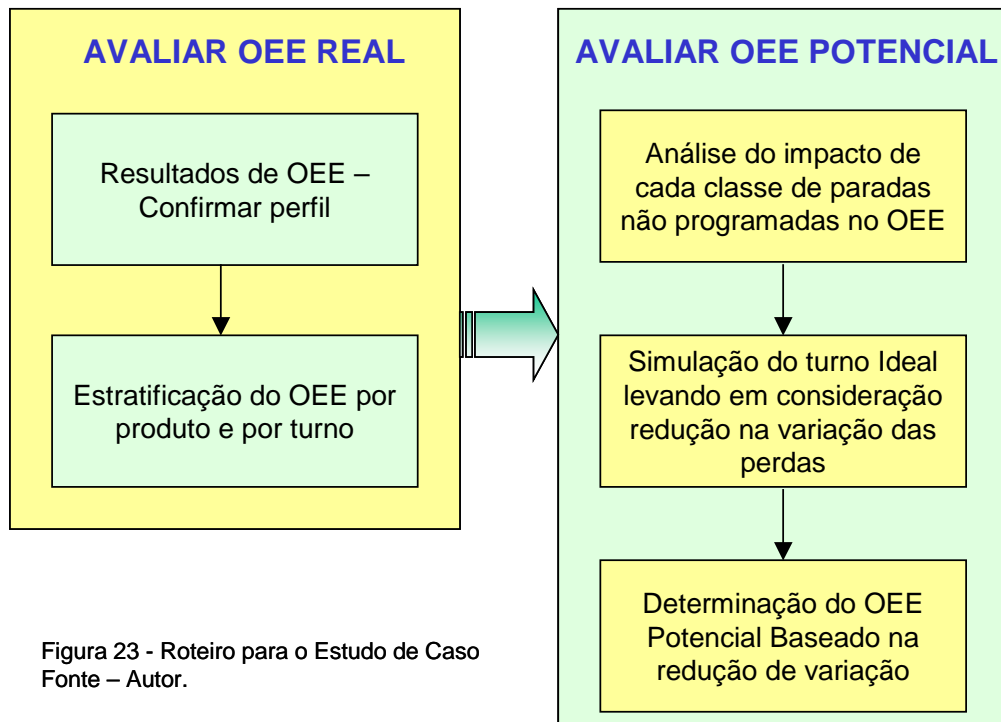 AVALIAR OEE REAL
Resultados de OEE –
Confirmar perfil
Estratificação do OEE por
produto e por turno
AVALIAR OEE POTENCIAL
Análise do impacto de
cada classe de paradas
não programadas no OEE
Simulação do turno Ideal
levando em consideração
redução na variação das
perdas
Determinação do OEE
Potencial Baseado na
redução de variação
Figura 23 - Roteiro para o Estudo de Caso
Fonte – Autor.